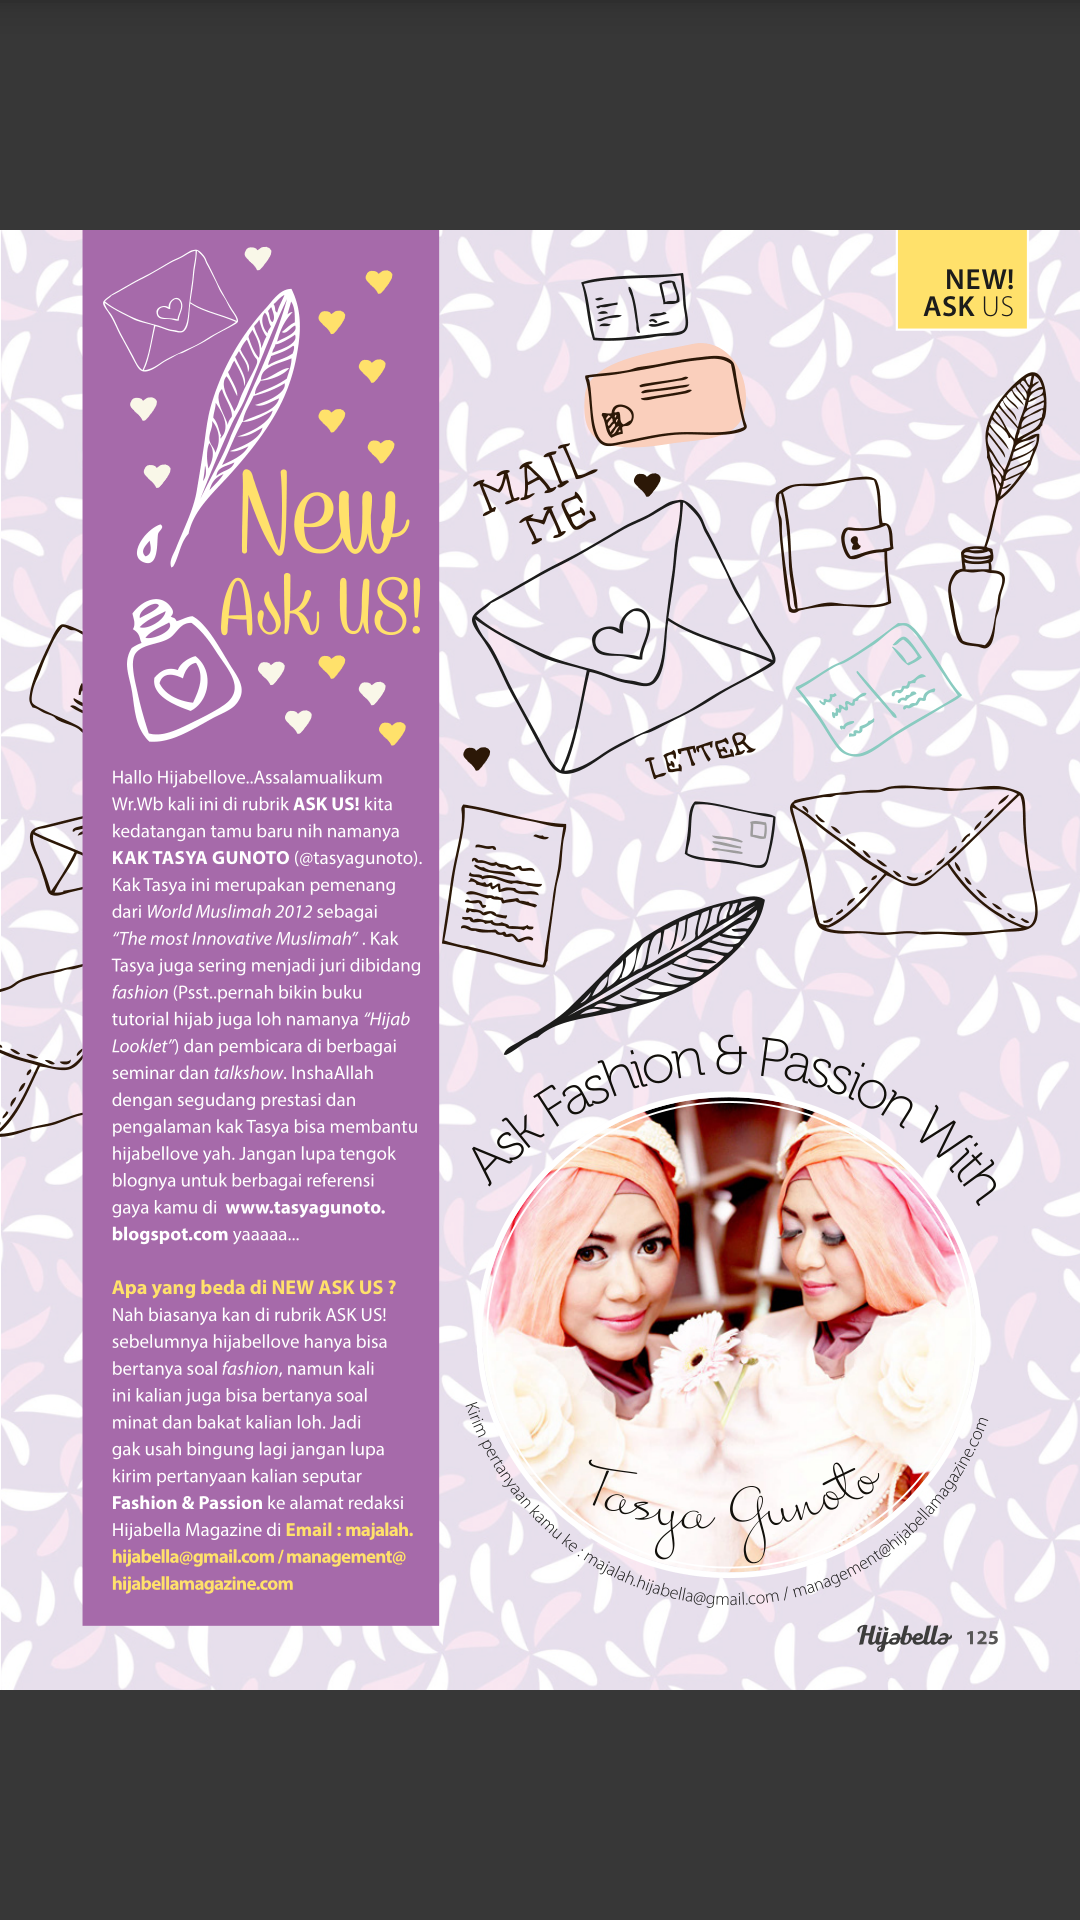 New
Ask US!
Hallo Hijabellove..Assalamualikum
Wr.Wb kali ini di rubrik ASK US! kita
kedatangan tamu baru nih namanya
KAK TASYA GUNOTO (@tasyagunoto).
Kak Tasya ini merupakan pemenang
dari World Muslimah 2012 sebagai
“The most Innovative Muslimah” . Kak
Tasya juga sering menjadi juri dibidang
fashion (Psst..pernah bikin buku
tutorial hijab juga loh namanya “Hijab
Looklet”) dan pembicara di berbagai
seminar dan talkshow. InshaAllah
dengan segudang prestasi dan
pengalaman kak Tasya bisa membantu
hijabellove yah. Jangan lupa tengok
blognya untuk berbagai referensi
gaya kamu di www.tasyagunoto.
blogspot.com yaaaaa...
Apa yang beda di NEW ASK US ?
Nah biasanya kan di rubrik ASK US!
sebelumnya hijabellove hanya bisa
bertanya soal fashion, namun kali
ini kalian juga bisa bertanya soal
minat dan bakat kalian loh. Jadi
gak usah bingung lagi jangan lupa
kirim pertanyaan kalian seputar
Fashion & Passion ke alamat redaksi
Hijabella Magazine di Email : majalah.
hijabella@gmail.com / management@
hijabellamagazine.com
NEW!
ASK US
MAIL
ME
LETTER
Ask Fashion & Passion With
Tasya Gunoto
Kirim pertanyaan kamu ke : majalah.hijabella@gmail.com / management@hijabellamagazine.com
Hijabella 125